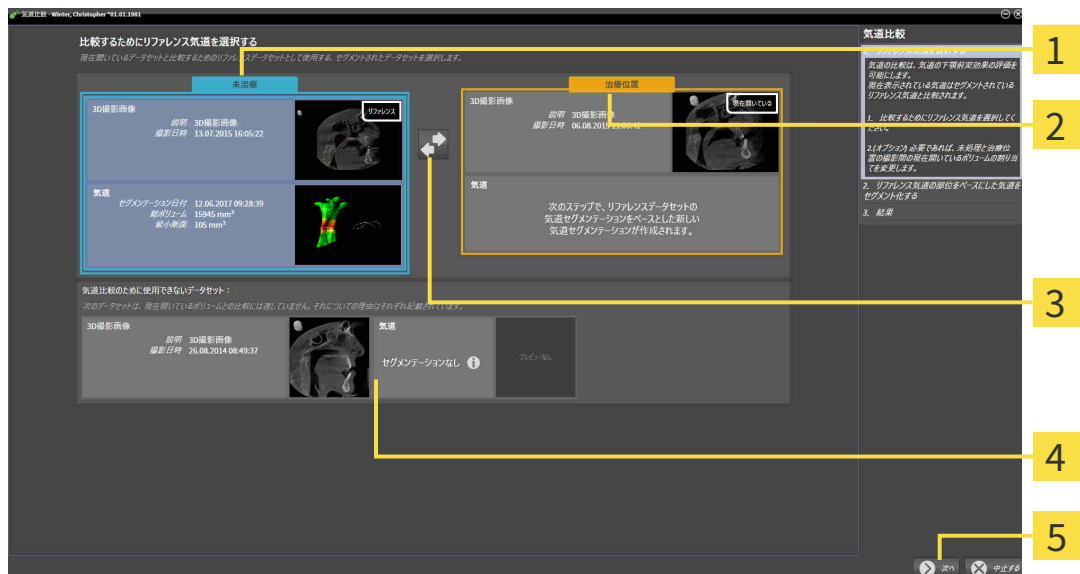 気道比較 - Winter, Christopher *01.01.1981
比較するためにリファレンス気道を選択する
現在開いているデータセットと比較するためのリファレンスデータセットとして使用する、セグメントされたデータセットを選択します。
未治療
3D撮影画像
説明 3D撮影画像
撮影日時 13.07.2015 16:05:22
リファレンス
気道
セグメンテーション日付 12.06.2017 09:28:39
総ボリューム 15945 mm³
最小断面 105 mm²
治療位置
3D撮影画像
説明 3D撮影画像
撮影日時 06.08.2015
現在開いている
気道
次のステップで、リファレンスデータセットの
気道セグメンテーションをベースとした新しい
気道セグメンテーションが作成されます。
気道比較のために使用できないデータセット：
次のデータセットは、現在開いているボリュームとの比較には適していません。それについての理由はそれぞれ記載されています。
3D撮影画像
説明 3D撮影画像
撮影日時 26.08.2014 08:49:37
気道
セグメンテーションなし
プレビューなし
気道比較
気道の比較は、気道の下顎前突効果の評価を
可能にします。
現在表示されている気道はセグメントされている
リファレンス気道と比較されます。
1. 比較するためにリファレンス気道を選択してく
ださい。
2.(オプション) 必要であれば、未処理と治療位
置の撮影間の現在開いているボリュームの割り当
てを変更します。
2. リファレンス気道の部位をベースにした気道を
セグメント化する
3. 結果
次へ
中止する
1
2
3
4
5